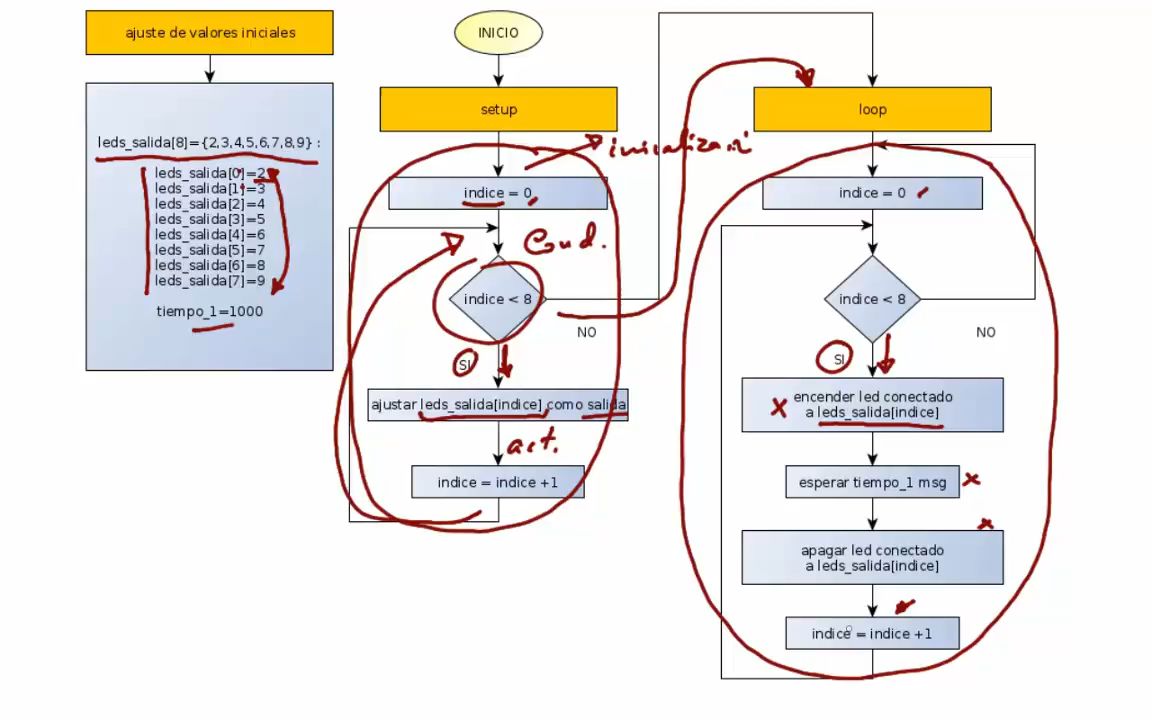 ajuste de valores iniciales
leds_salida[8]={2,3,4,5,6,7,8,9} :
leds_salida[0]=2
leds_salida[1]=3
leds_salida[2]=4
leds_salida[3]=5
leds_salida[4]=6
leds_salida[5]=7
leds_salida[6]=8
leds_salida[7]=9
tiempo_1=1000
INICIO
setup
indice = 0
Cond.
indice < 8
NO
SI
ajustar leds_salida[indice] como salida
act.
indice = indice +1
loop
indice = 0
indice < 8
NO
SI
encender led conectado
a leds_salida[indice]
esperar tiempo_1 msg
apagar led conectado
a leds_salida[indice]
indice = indice +1